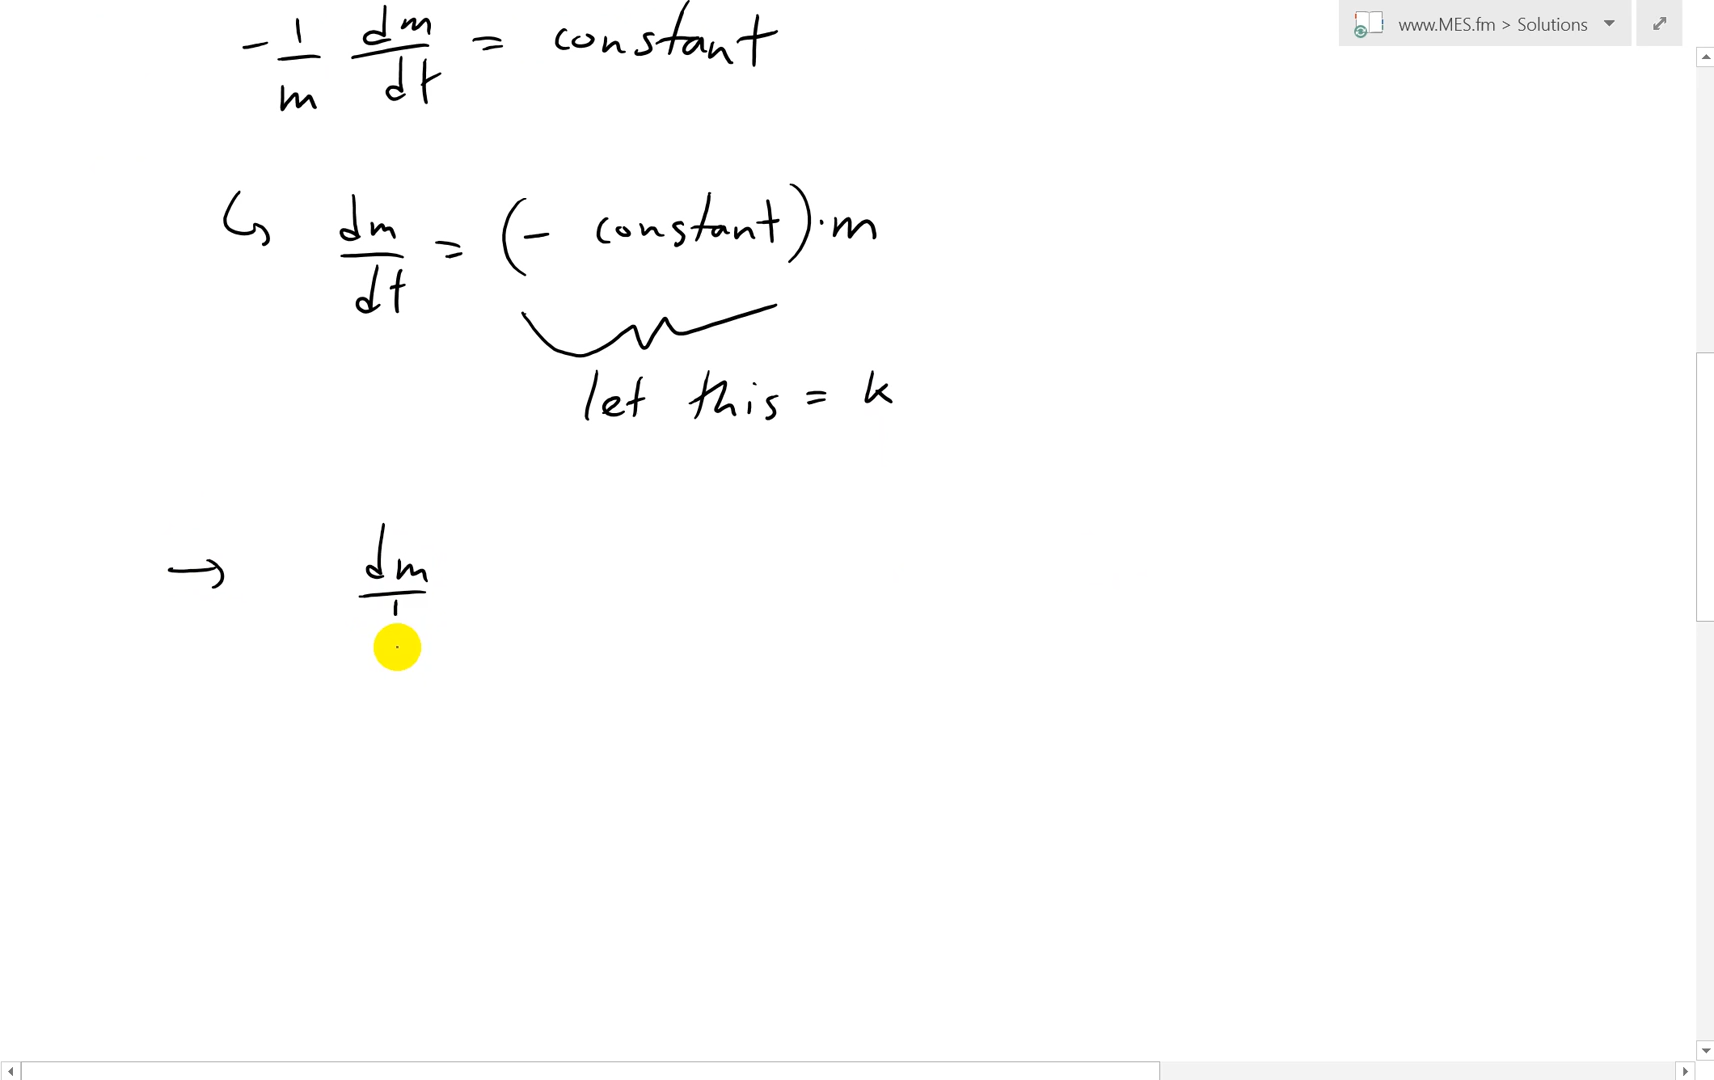 www.MES.fm > Solutions
- 1/m dm/dt = constant
↳ dm/dt = (- constant)·m
let this = k
→ dm